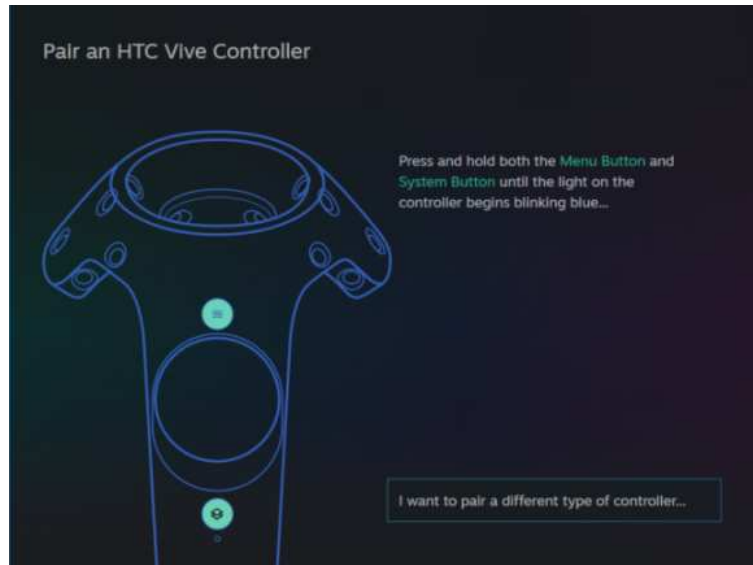 Pair an HTC Vive Controller
Press and hold both the Menu Button and
System Button until the light on the
controller begins blinking blue...
I want to pair a different type of controller...